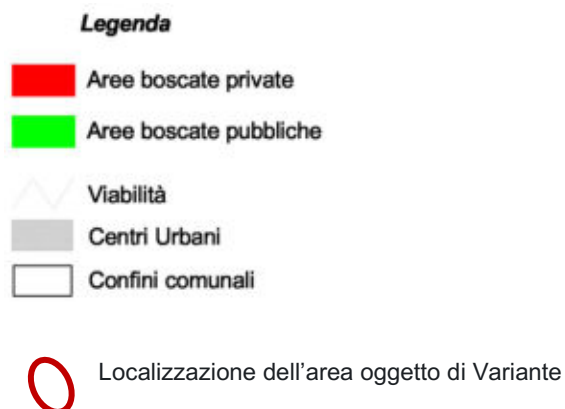 Legenda
Aree boscate private
Aree boscate pubbliche
Viabilità
Centri Urbani
Confini comunali
Localizzazione dell’area oggetto di Variante